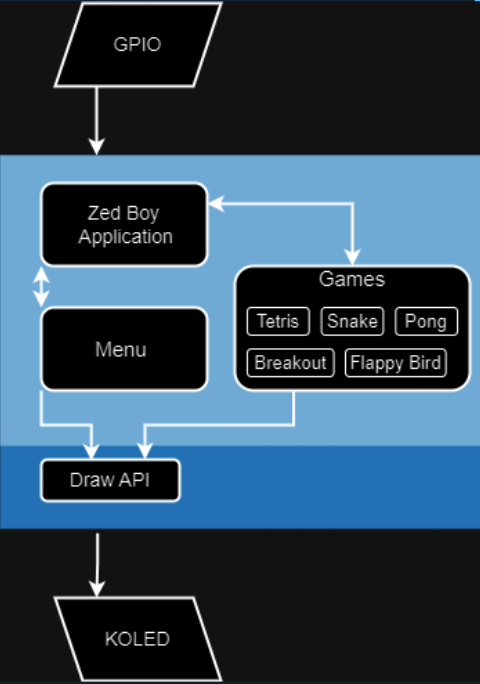 GPIO
Zed Boy
Application
Games
Tetris Snake Pong
Breakout Flappy Bird
Menu
Draw API
KOLED